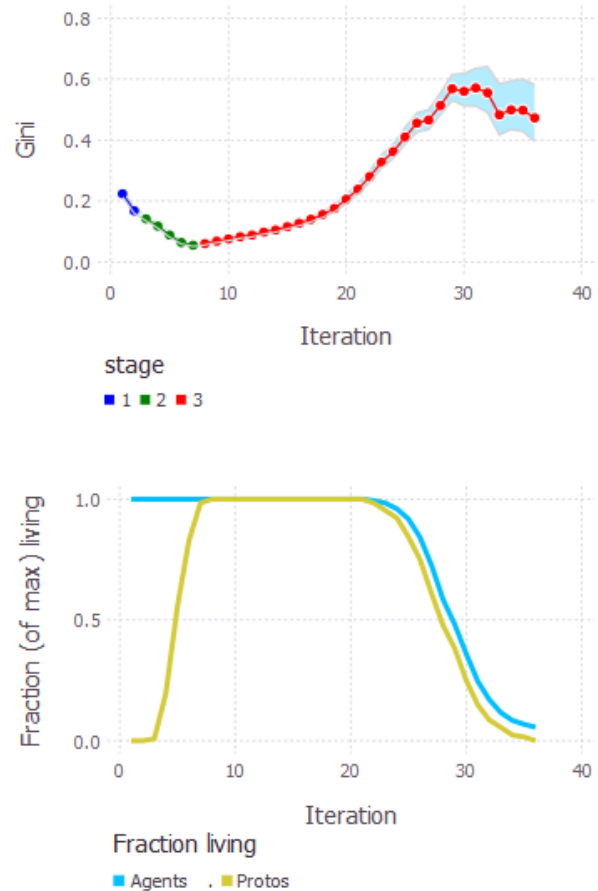 0.8
0.6
0.4
0.2
0.0
Gini
0 10 20 30 40
Iteration
stage
1 2 3
1.0
0.5
0.0
Fraction (of max) living
0 10 20 30 40
Iteration
Fraction living
Agents . Protos